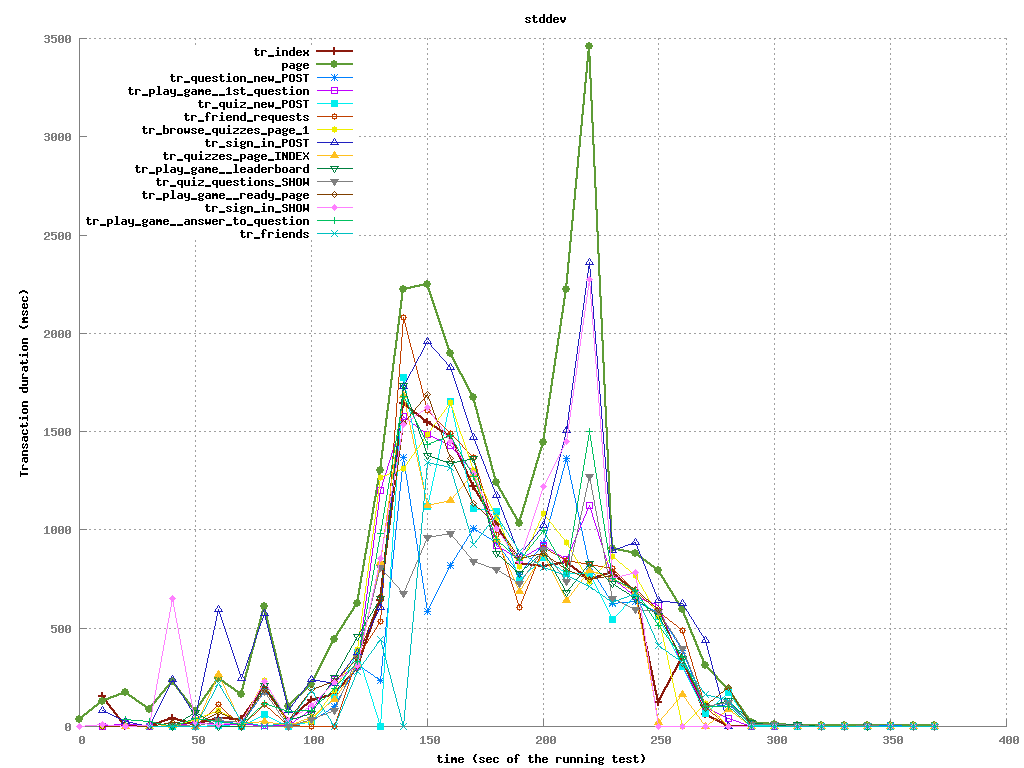 stddev
3500
3000
2500
2000
1500
1000
500
0
Transaction duration (msec)
tr_index
page
tr_question_new_POST
tr_play_game__1st_question
tr_quiz_new_POST
tr_friend_requests
tr_browse_quizzes_page_1
tr_sign_in_POST
tr_quizzes_page_INDEX
tr_play_game__leaderboard
tr_quiz_questions_SHOW
tr_play_game__ready_page
tr_sign_in_SHOW
tr_play_game__answer_to_question
tr_friends
0 50 100 150 200 250 300 350 400
time (sec of the running test)